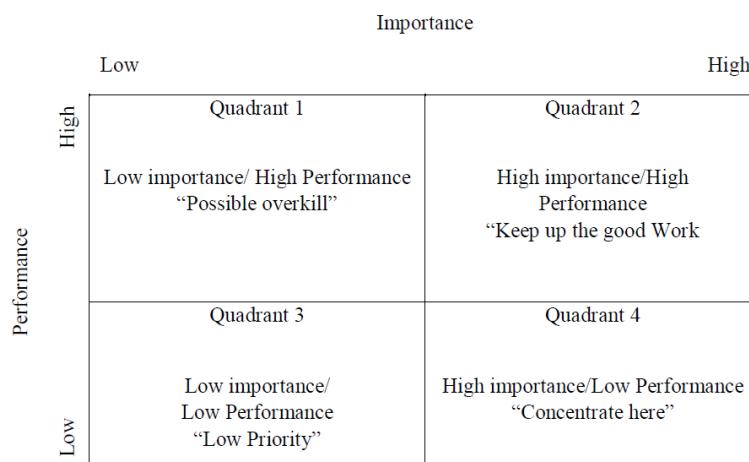 Importance
Low
High
High
Performance
Low
Quadrant 1
Low importance/ High Performance
“Possible overkill”
Quadrant 2
High importance/High
Performance
“Keep up the good Work
Quadrant 3
Low importance/
Low Performance
“Low Priority”
Quadrant 4
High importance/Low Performance
“Concentrate here”